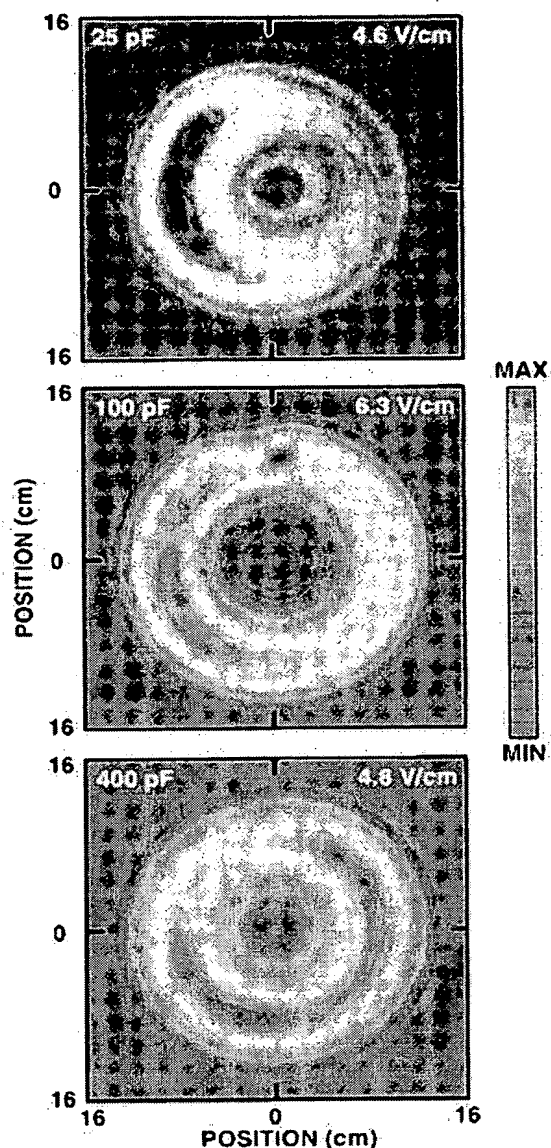 16
25 pF 4.6 V/cm
0
16
16
100 pF 6.3 V/cm
0
16
POSITION (cm)
MAX
MIN
16
400 pF 4.8 V/cm
0
16
16 0 16
POSITION (cm)